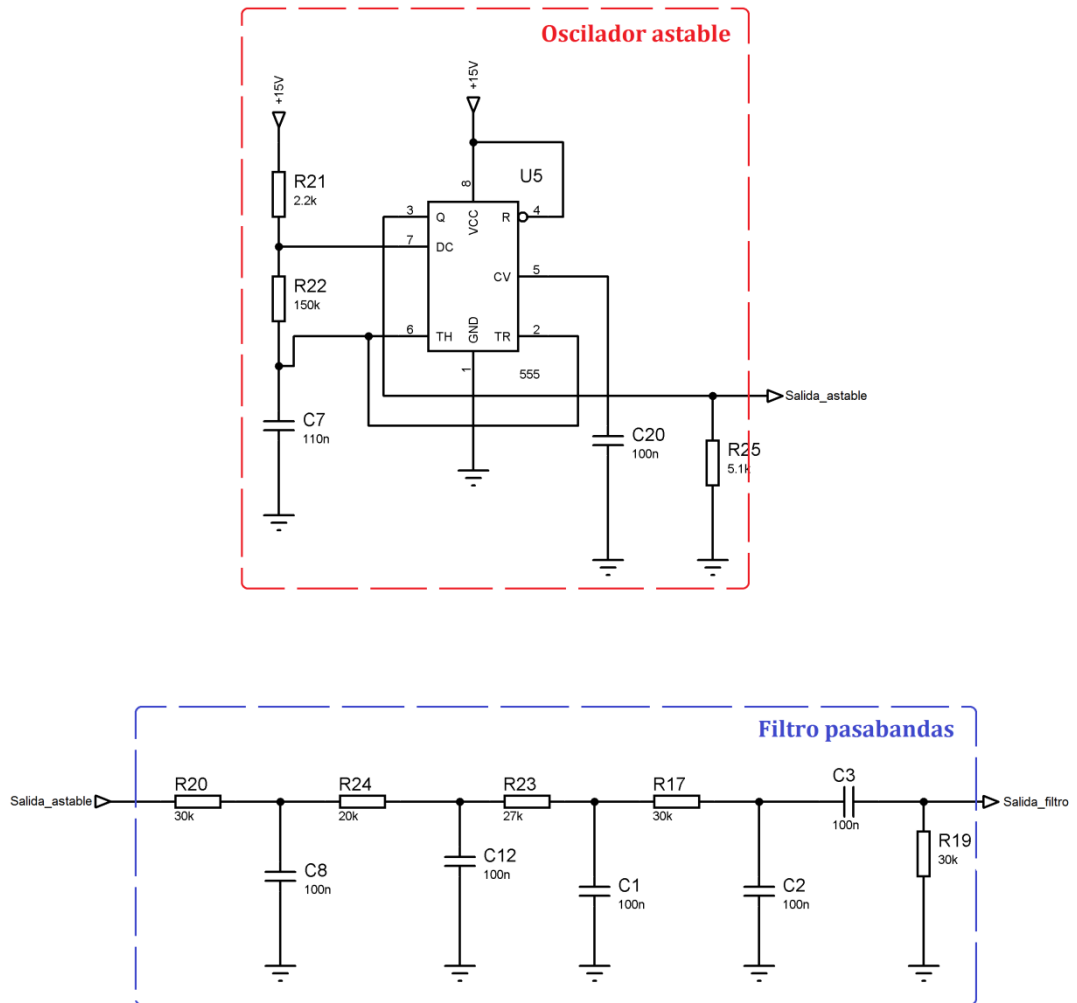 Oscilador astable
+15V
+15V
R21
2.2k
U5
8
VCC
3
Q
R
4
7
DC
R22
150k
CV
5
6
TH
GND
TR
2
1
555
Salida_astable
C7
110n
C20
100n
R25
5.1k
Filtro pasabandas
Salida_astable
R20
30k
R24
20k
R23
27k
R17
30k
C3
100n
Salida_filtro
C8
100n
C12
100n
C1
100n
C2
100n
R19
30k